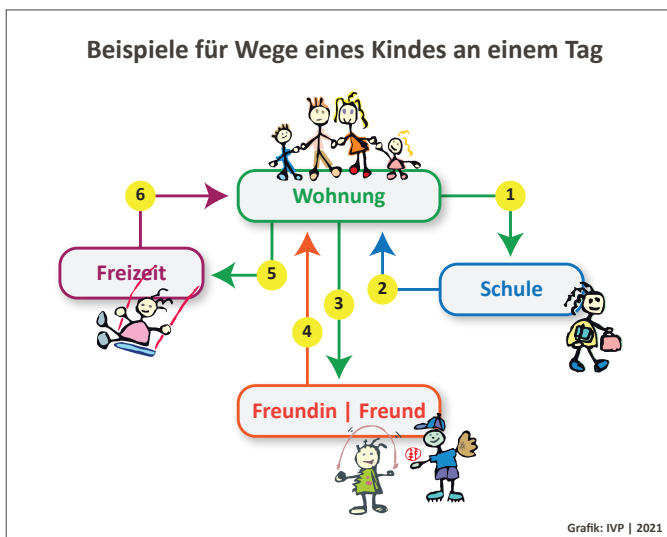 Beispiele für Wege eines Kindes an einem Tag
6
Wohnung
1
Freizeit
5
3
2
Schule
4
Freundin | Freund
Grafik: IVP | 2021